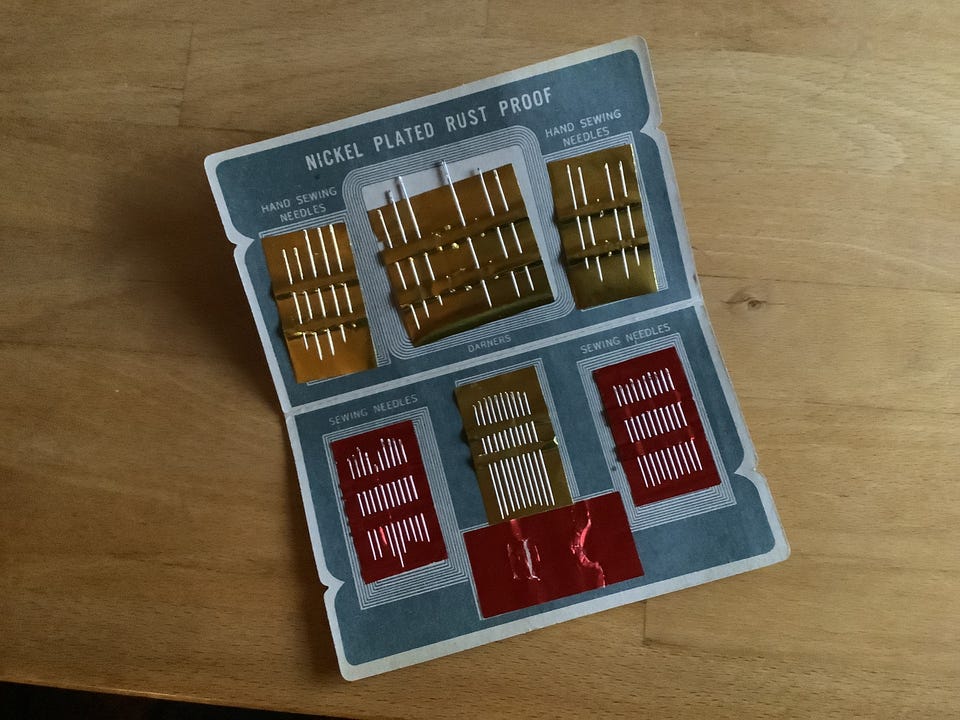 NICKEL PLATED RUST PROOF
HAND SEWING
NEEDLES
HAND SEWING
NEEDLES
DARNERS
SEWING NEEDLES
SEWING NEEDLES